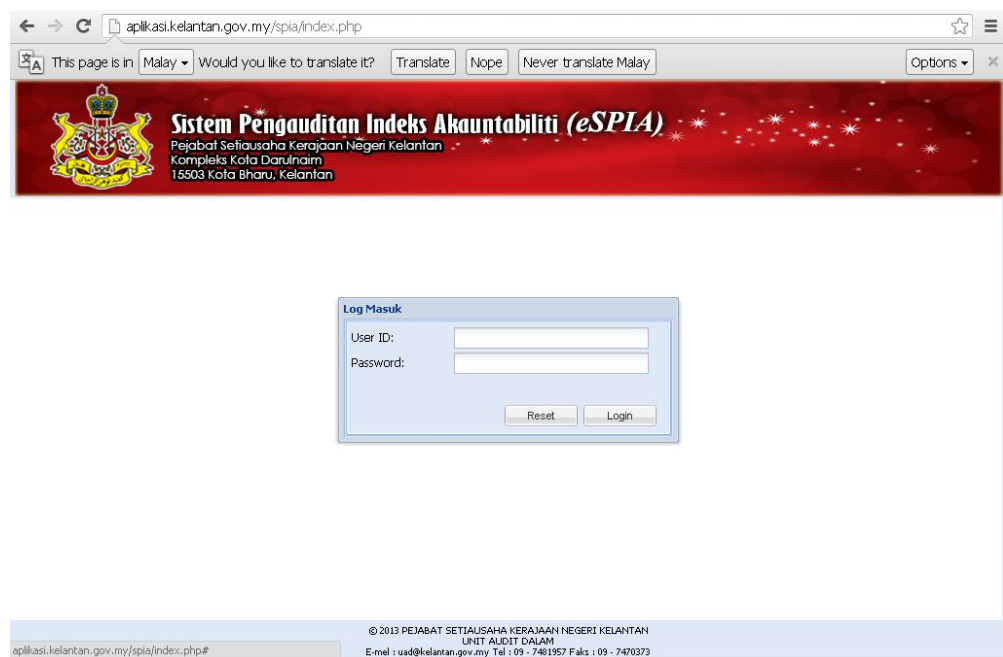 aplikasi.kelantan.gov.my/spia/index.php
This page is in Malay Would you like to translate it? Translate Nope Never translate Malay Options
Sistem Pengauditan Indeks Akauntabiliti (eSPIA)
Pejabat Setiausaha Kerajaan Negeri Kelantan
Kompleks Kota Darulnaim
15503 Kota Bharu, Kelantan
Log Masuk
User ID:
Password:
Reset Login
© 2013 PEJABAT SETIAUSAHA KERAJAAN NEGERI KELANTAN
UNIT AUDIT DALAM
E-mel : uad@kelantan.gov.my Tel : 09 - 7481957 Faks : 09 - 7470373
aplikasi.kelantan.gov.my/spia/index.php#